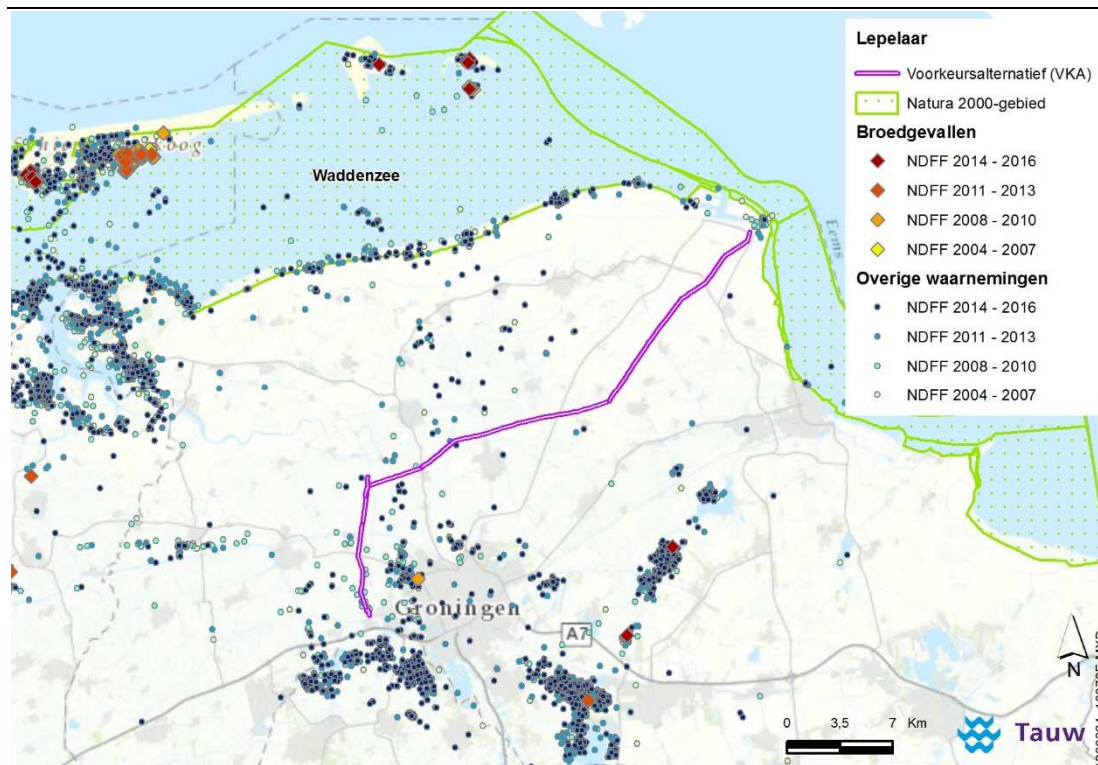 Lepelaar
Voorkeursalternatief (VKA)
Natura 2000-gebied
Broedgevallen
NDFF 2014 - 2016
NDFF 2011 - 2013
NDFF 2008 - 2010
NDFF 2004 - 2007
Overige waarnemingen
NDFF 2014 - 2016
NDFF 2011 - 2013
NDFF 2008 - 2010
NDFF 2004 - 2007
Waddenzee
Eems
Groningen
A7
N
0 3,5 7 Km
Tauw